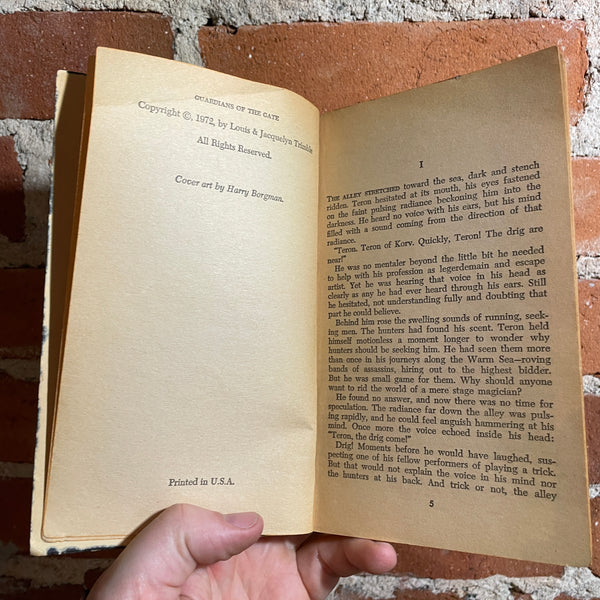 GUARDIANS OF THE GATE
Copyright ©, 1972, by Louis & Jacquelyn Trimble
All Rights Reserved.
Cover art by Harry Borgman.
Printed in U.S.A.
I
THE ALLEY STRETCHED toward the sea, dark and stench
ridden. Teron hesitated at its mouth, his eyes fastened
on the faint pulsing radiance beckoning him into the
darkness. He heard no voice with his ears, but his mind
filled with a sound coming from the direction of that
radiance.
"Teron. Teron of Korv. Quickly, Teron! The drig are
near!"
He was no mentaler beyond the little bit he needed
to help with his profession as legerdemain and escape
artist. Yet he was hearing that voice in his head as
clearly as any he had ever heard through his ears. Still
he hesitated, not understanding fully and doubting that
part he could believe.
Behind him rose the swelling sounds of running, seek-
ing men. The hunters had found his scent. Teron held
himself motionless a moment longer to wonder why
hunters should be seeking him. He had seen them more
than once in his journeys along the Warm Sea—roving
bands of assassins, hiring out to the highest bidder.
But he was small game for them. Why should anyone
want to rid the world of a mere stage magician?
He found no answer, and now there was no time for
speculation. The radiance far down the alley was puls-
ing rapidly, and he could feel anguish hammering at his
mind. Once more the voice echoed inside his head:
"Teron, the drig come!"
Drig! Moments before he would have laughed, sus-
pecting one of his fellow performers of playing a trick.
But that would not explain the voice in his mind nor
the hunters at his back. And trick or not, the alley
5